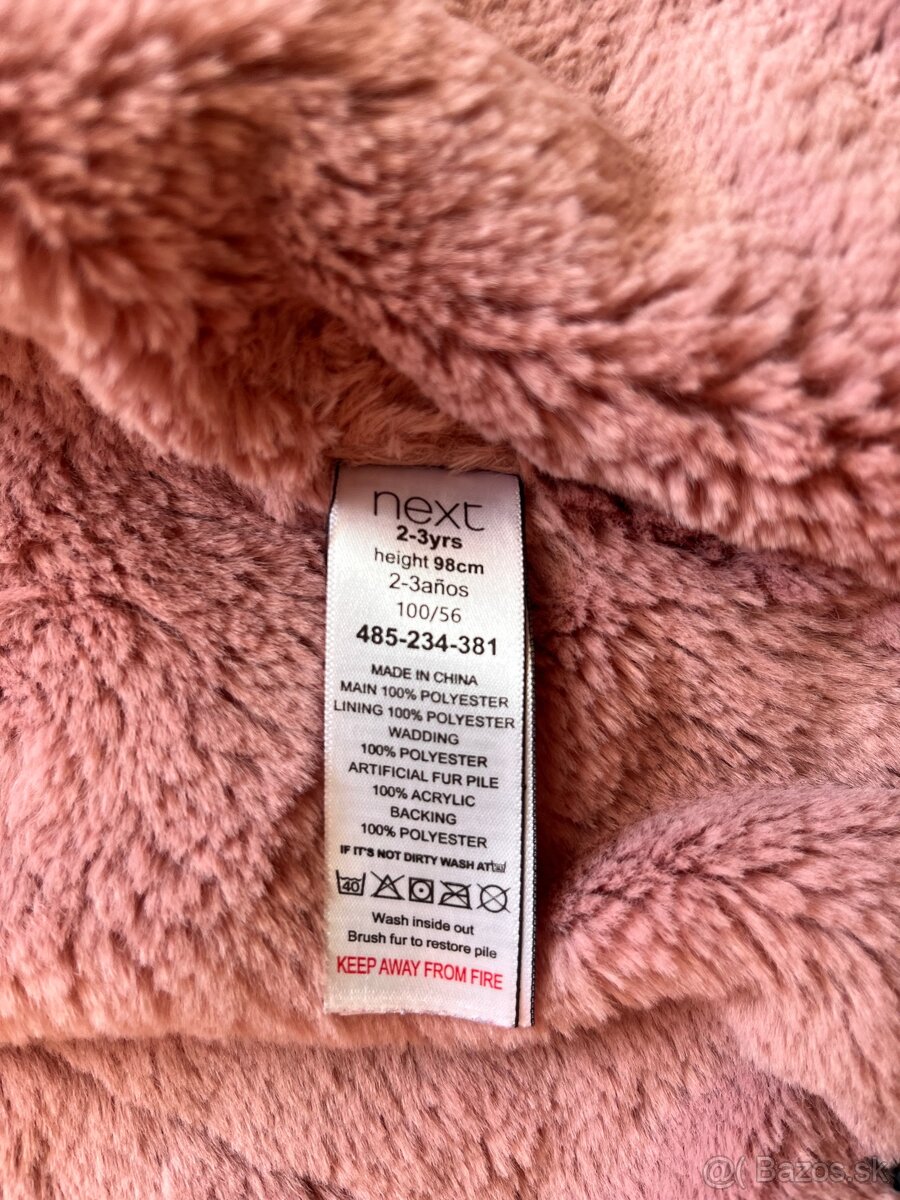 next
2-3yrs
height 98cm
2-3años
100/56
485-234-381
MADE IN CHINA
MAIN 100% POLYESTER
LINING 100% POLYESTER
WADDING
100% POLYESTER
ARTIFICIAL FUR PILE
100% ACRYLIC
BACKING
100% POLYESTER
IF IT'S NOT DIRTY WASH AT
40
Wash inside out
Brush fur to restore pile
KEEP AWAY FROM FIRE
@( Bazos.sk